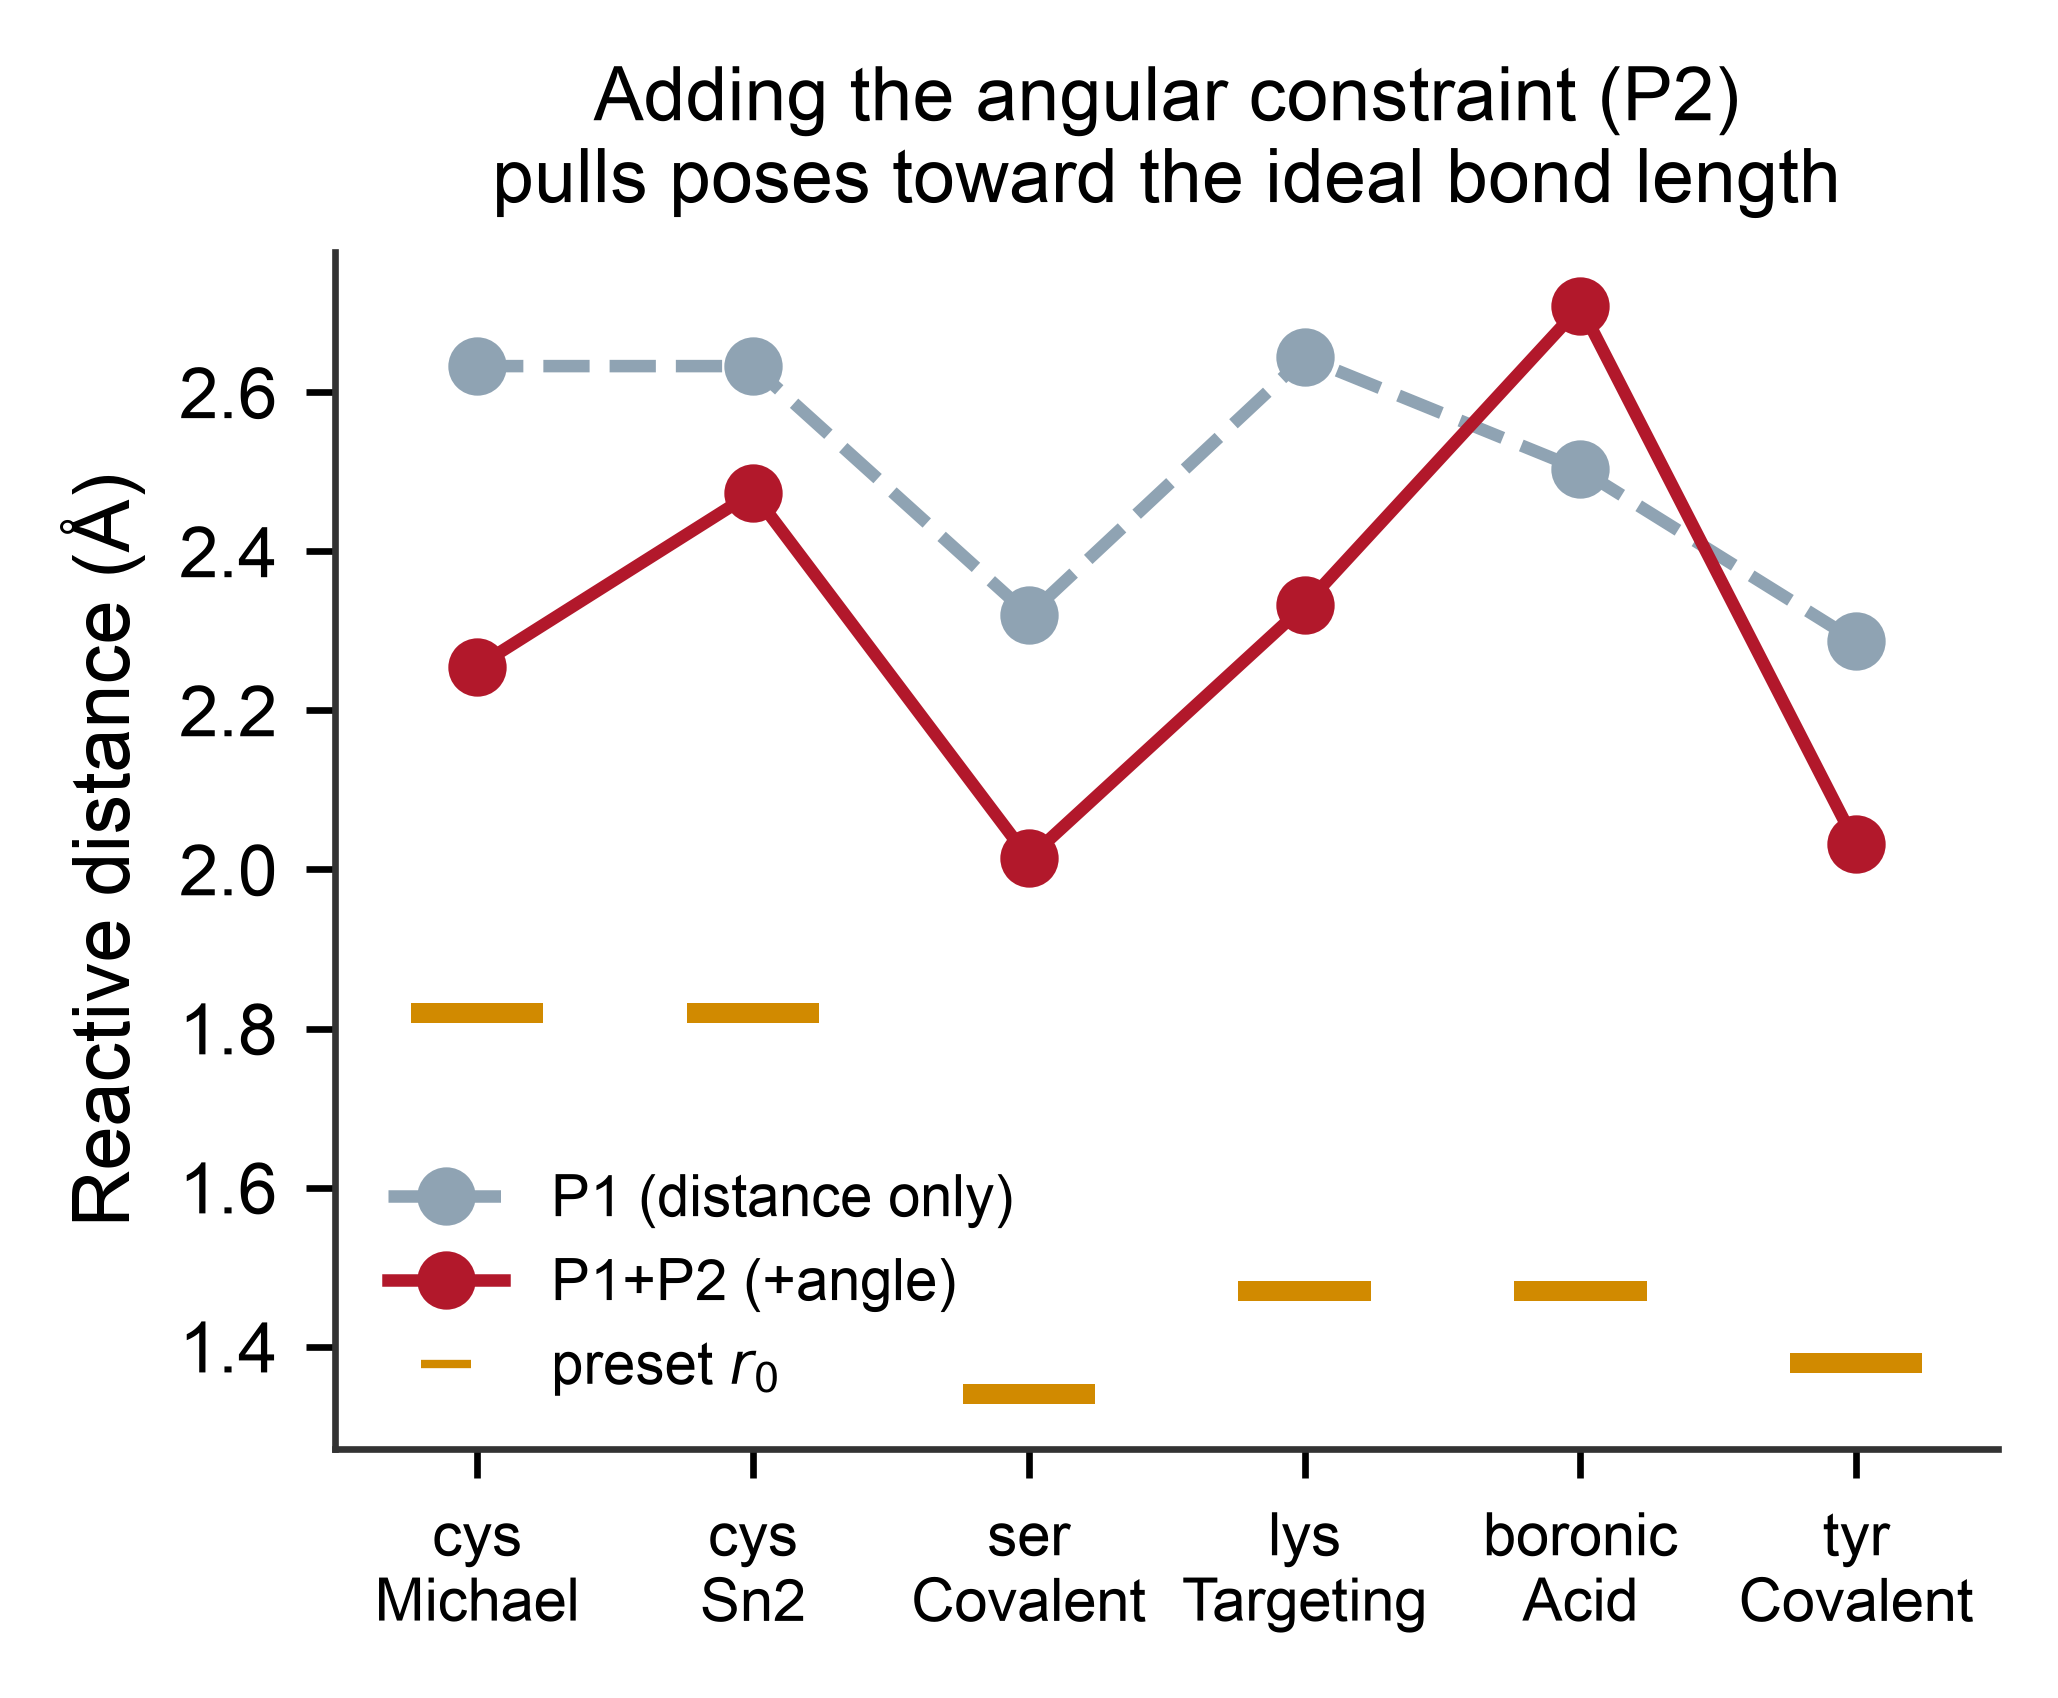 Adding the angular constraint (P2)
pulls poses toward the ideal bond length
Reactive distance (Å)
2.6
2.4
2.2
2.0
1.8
1.6
1.4
P1 (distance only)
P1+P2 (+angle)
preset r₀
cys
Michael
cys
Sn2
ser
Covalent
lys
Targeting
boronic
Acid
tyr
Covalent